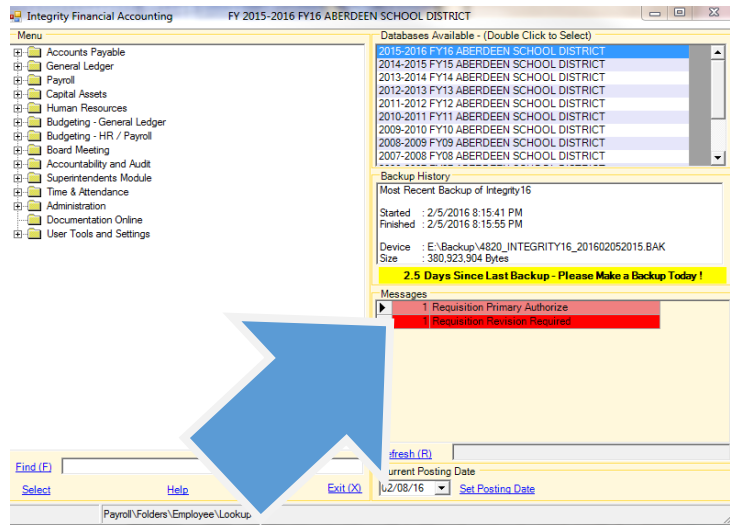 Integrity Financial Accounting FY 2015-2016 FY16 ABERDEEN SCHOOL DISTRICT
Menu
Accounts Payable
General Ledger
Payroll
Capital Assets
Human Resources
Budgeting - General Ledger
Budgeting - HR / Payroll
Board Meeting
Accountability and Audit
Superintendents Module
Time & Attendance
Administration
Documentation Online
User Tools and Settings
Find (F)
Select Help Exit (X)
Databases Available - (Double Click to Select)
2015-2016 FY16 ABERDEEN SCHOOL DISTRICT
2014-2015 FY15 ABERDEEN SCHOOL DISTRICT
2013-2014 FY14 ABERDEEN SCHOOL DISTRICT
2012-2013 FY13 ABERDEEN SCHOOL DISTRICT
2011-2012 FY12 ABERDEEN SCHOOL DISTRICT
2010-2011 FY11 ABERDEEN SCHOOL DISTRICT
2009-2010 FY10 ABERDEEN SCHOOL DISTRICT
2008-2009 FY09 ABERDEEN SCHOOL DISTRICT
2007-2008 FY08 ABERDEEN SCHOOL DISTRICT
Backup History
Most Recent Backup of Integrity16
Started : 2/5/2016 8:15:41 PM
Finished : 2/5/2016 8:15:55 PM
Device : E:\Backup\4820_INTEGRITY16_201602052015.BAK
Size : 380,923,904 Bytes
2.5 Days Since Last Backup - Please Make a Backup Today !
Messages
1 Requisition Primary Authorize
1 Requisition Revision Required
efresh (R)
urrent Posting Date
02/08/16 Set Posting Date
Payroll\Folders\Employee\Lookup